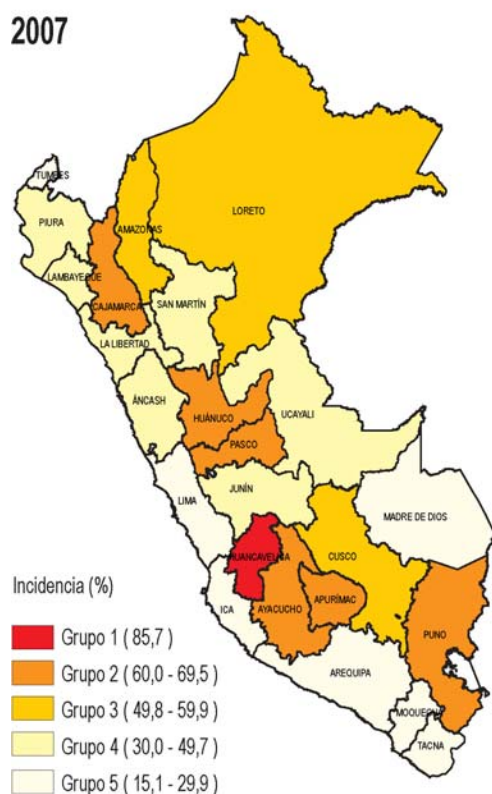 2007
TUMBES
PIURA
LAMBAYEQUE
CAJAMARCA
AMAZONAS
LORETO
SAN MARTÍN
LA LIBERTAD
ÁNCASH
HUÁNUCO
UCAYALI
PASCO
LIMA
JUNÍN
MADRE DE DIOS
HUANCAVELICA
CUSCO
ICA
AYACUCHO
APURÍMAC
PUNO
AREQUIPA
MOQUEGUA
TACNA
Incidencia (%)
Grupo 1 ( 85,7)
Grupo 2 ( 60,0 - 69,5)
Grupo 3 ( 49,8 - 59,9)
Grupo 4 ( 30,0 - 49,7)
Grupo 5 ( 15,1 - 29,9)